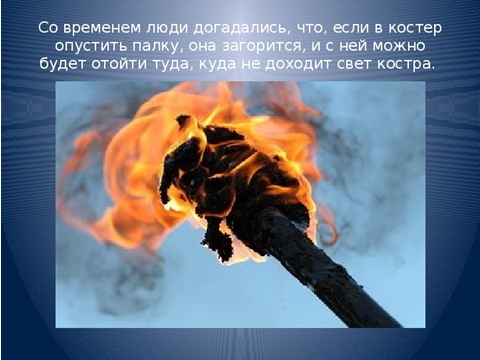 Со временем люди догадались, что, если в костер
опустить палку, она загорится, и с ней можно
будет отойти туда, куда не доходит свет костра.